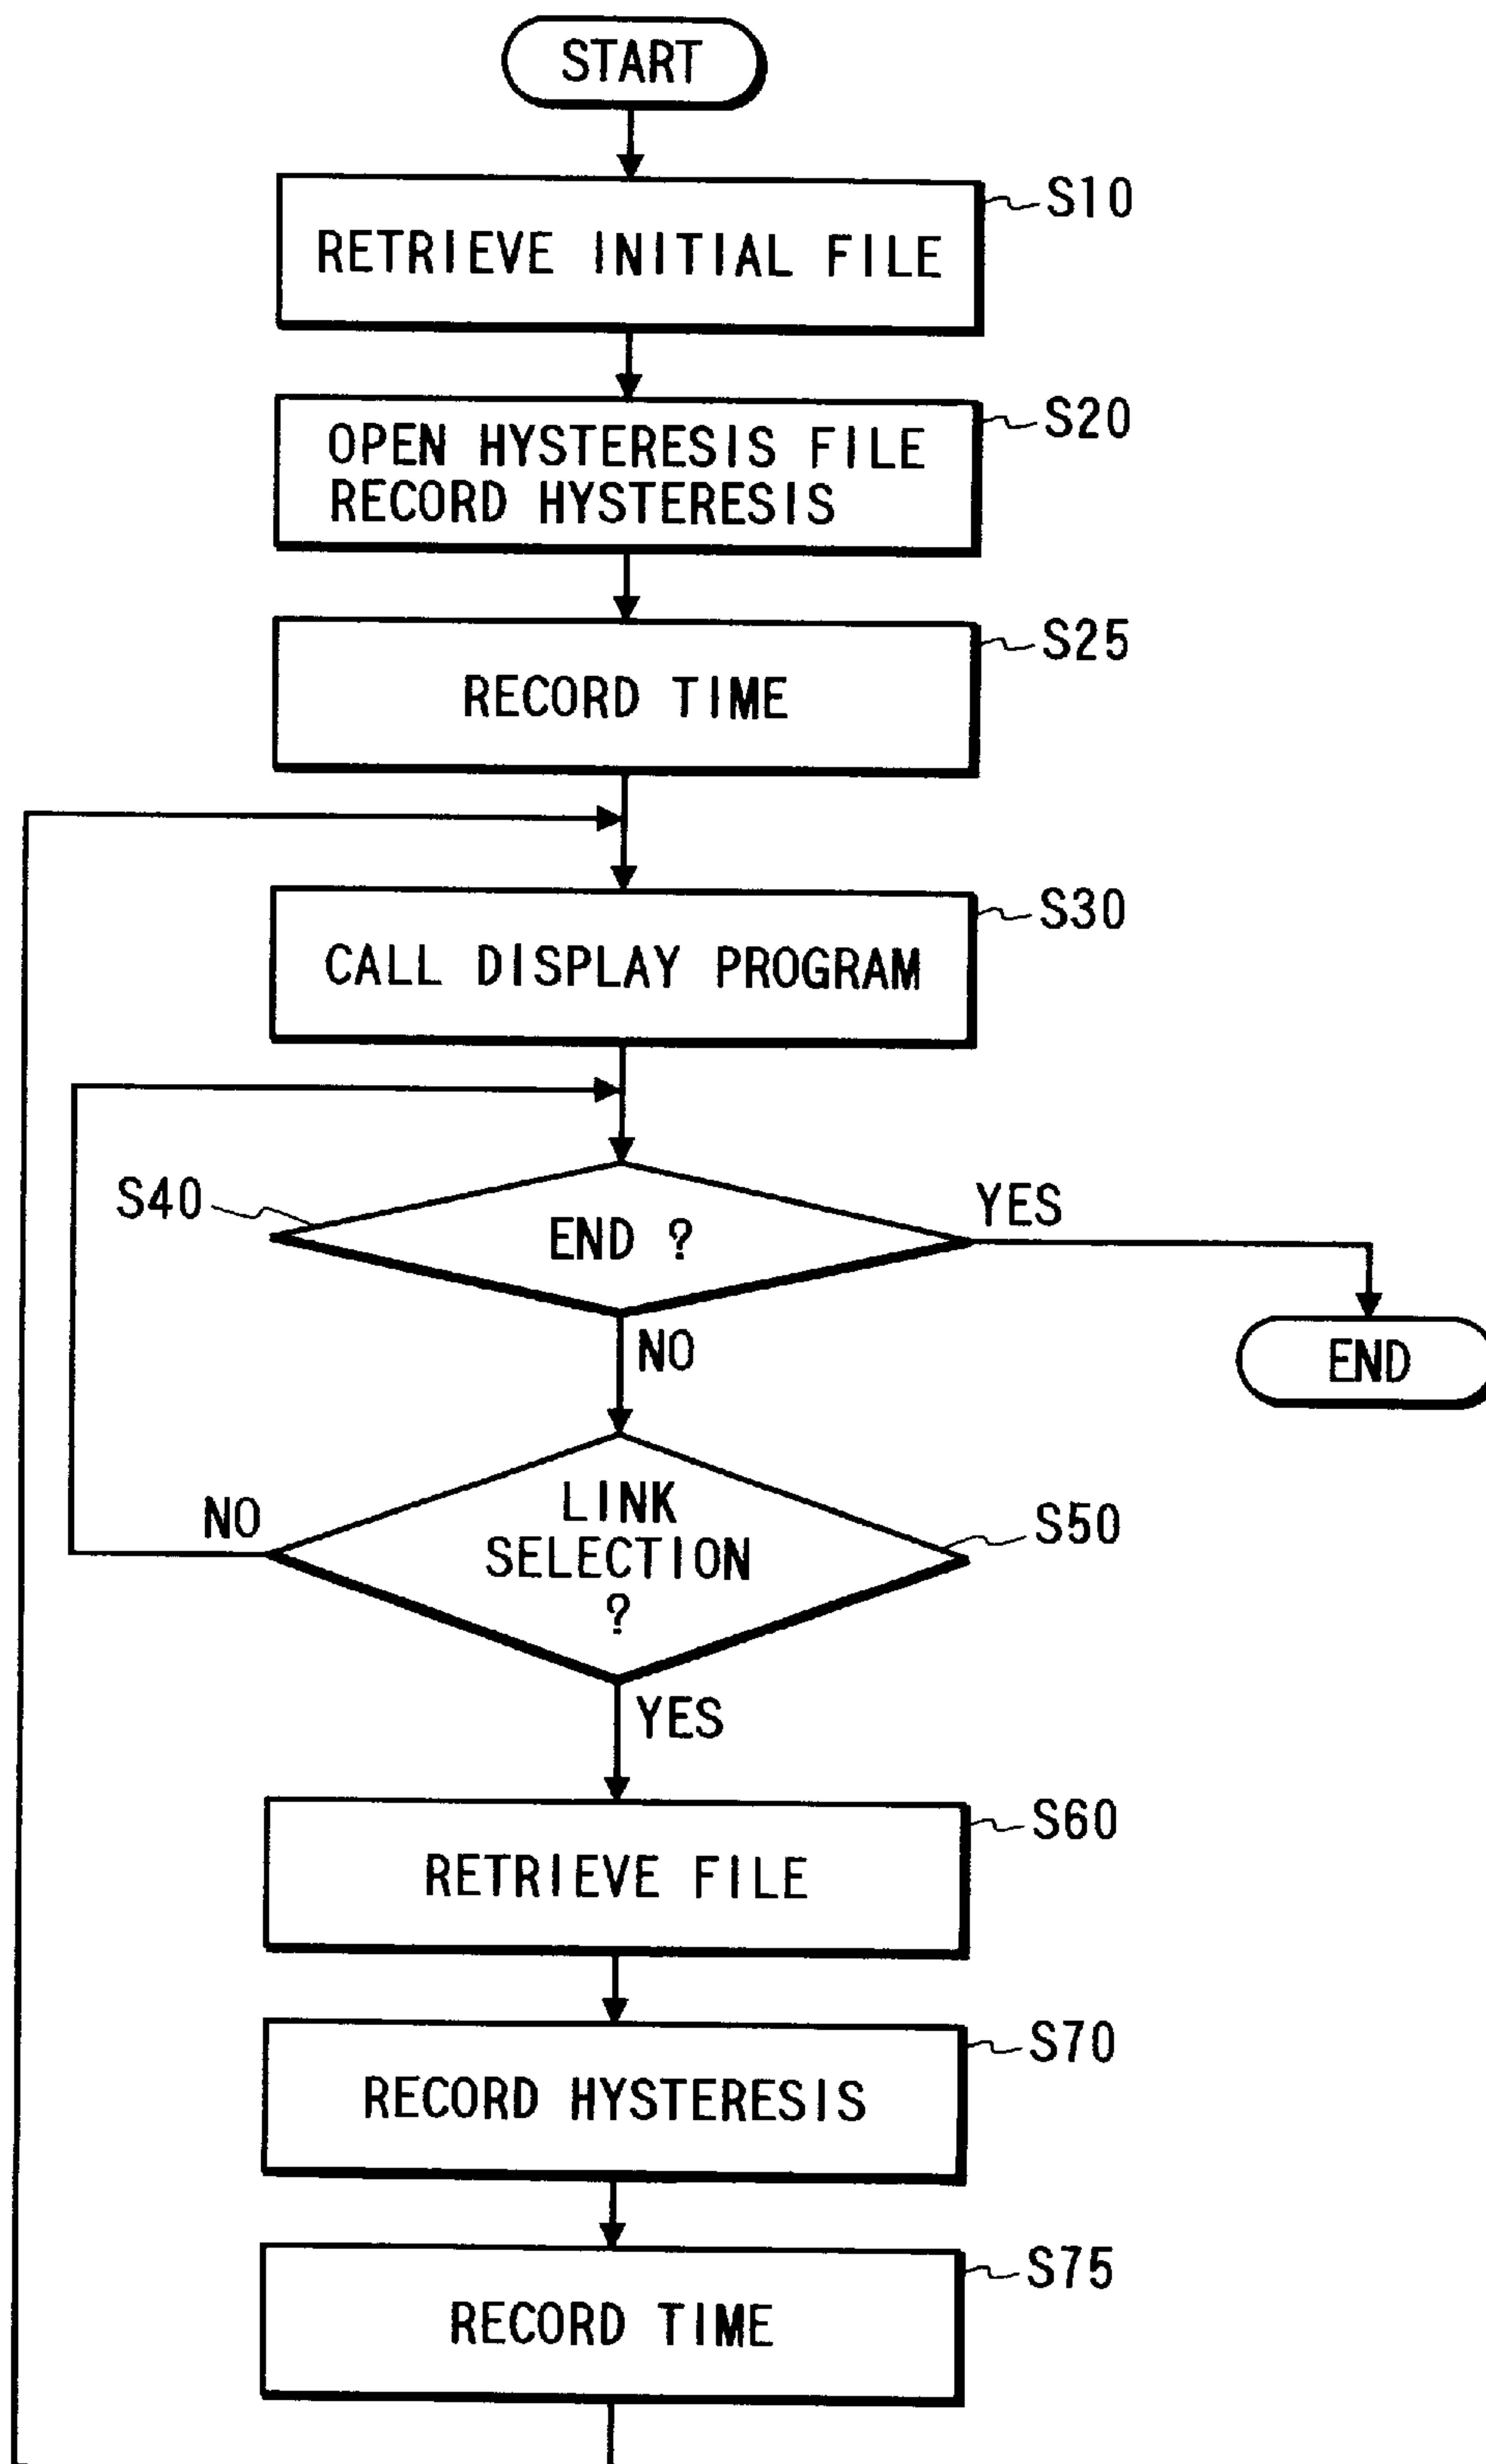 START
S10
RETRIEVE INITIAL FILE
S20
OPEN HYSTERESIS FILE
RECORD HYSTERESIS
S25
RECORD TIME
S30
CALL DISPLAY PROGRAM
S40
END ?
YES
NO
END
LINK
SELECTION
?
NO
S50
YES
S60
RETRIEVE FILE
S70
RECORD HYSTERESIS
S75
RECORD TIME